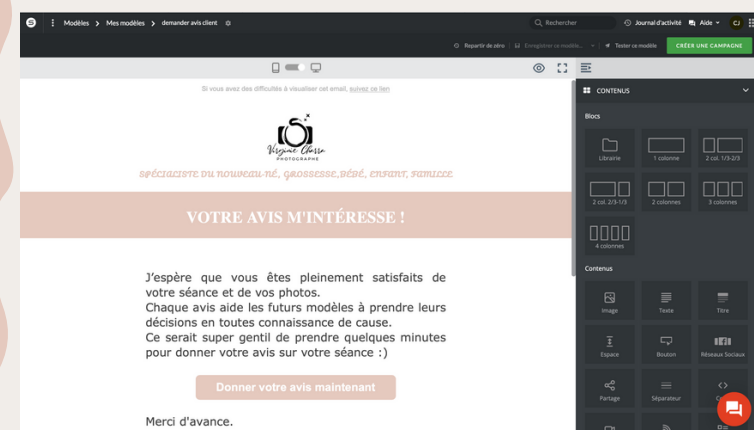 Modèles > Mes modèles > demander avis client
Rechercher
Journal d'activité
Aide
CJ
Repartir de zéro
Enregistrer ce modèle...
Tester ce modèle
CRÉER UNE CAMPAGNE
Si vous avez des difficultés à visualiser cet email, suivez ce lien
CONTENUS
Blocs
Virginie Chassa
PHOTOGRAPHE
SPÉCIALISTE DU NOUVEAU-NÉ, GROSSESSE,BÉBÉ, ENFANT, FAMILLE
Librairie
1 colonne
2 col. 1/3-2/3
VOTRE AVIS M'INTÉRESSE !
2 col. 2/3-1/3
2 colonnes
3 colonnes
4 colonnes
J'espère que vous êtes pleinement satisfaits de
votre séance et de vos photos.
Chaque avis aide les futurs modèles à prendre leurs
décisions en toutes connaissance de cause.
Ce serait super gentil de prendre quelques minutes
pour donner votre avis sur votre séance :)
Donner votre avis maintenant
Merci d'avance.
Contenus
Image
Texte
Titre
Espace
Bouton
Réseaux Sociaux
Partage
Séparateur